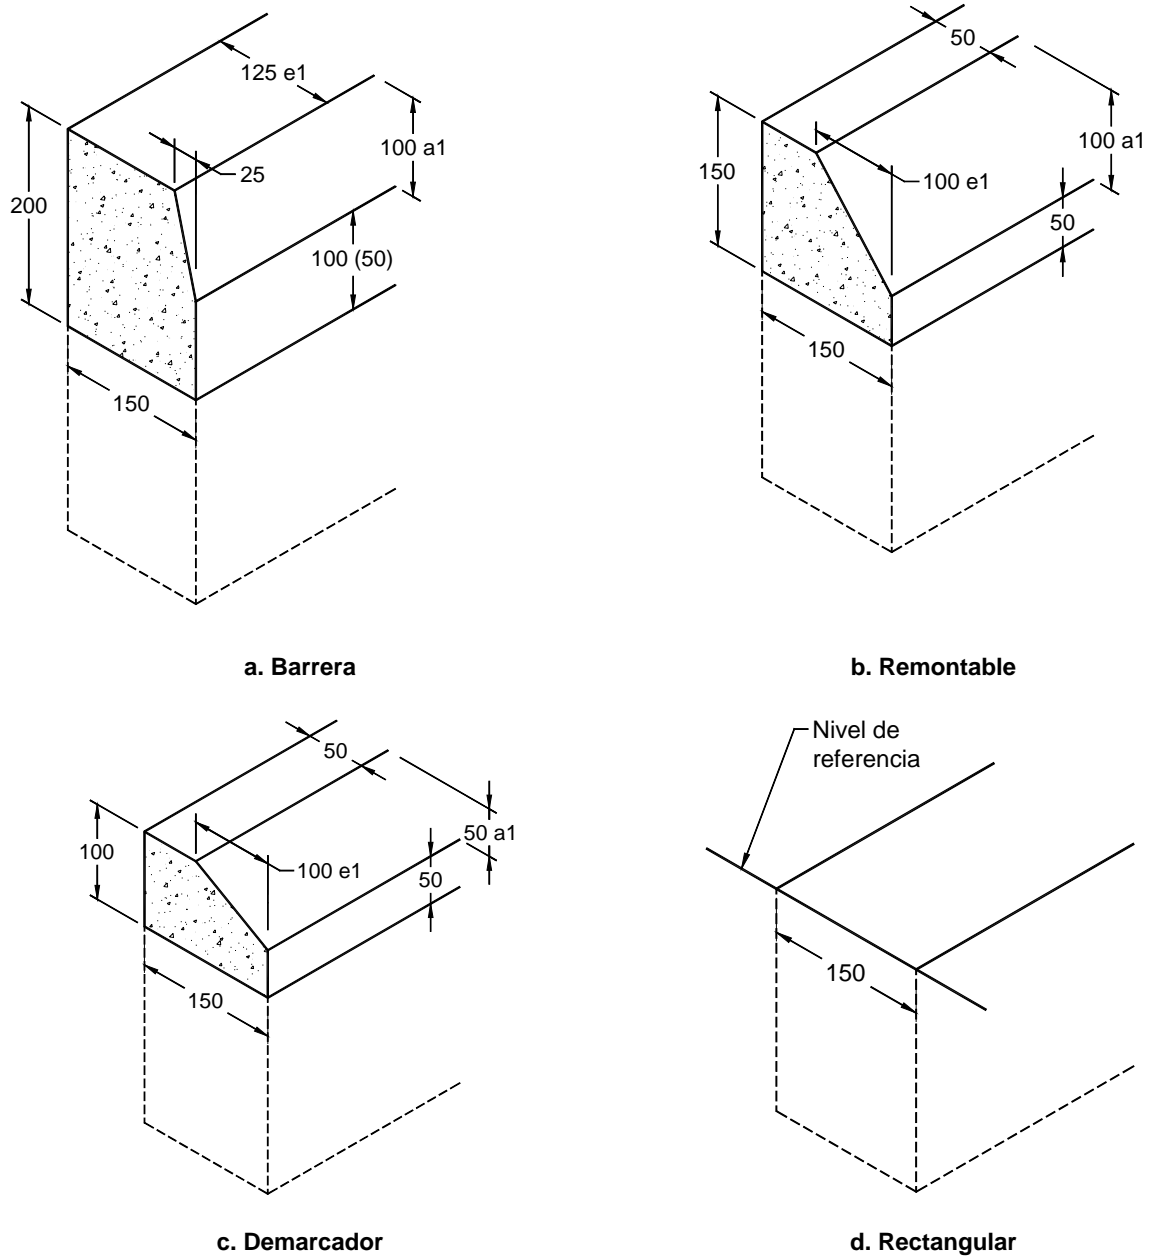 125 e1
25
100 a1
200
100 (50)
150
a. Barrera
50
150
100 e1
100 a1
50
150
b. Remontable
50
100
100 e1
50 a1
50
150
c. Demarcador
Nivel de
referencia
150
d. Rectangular